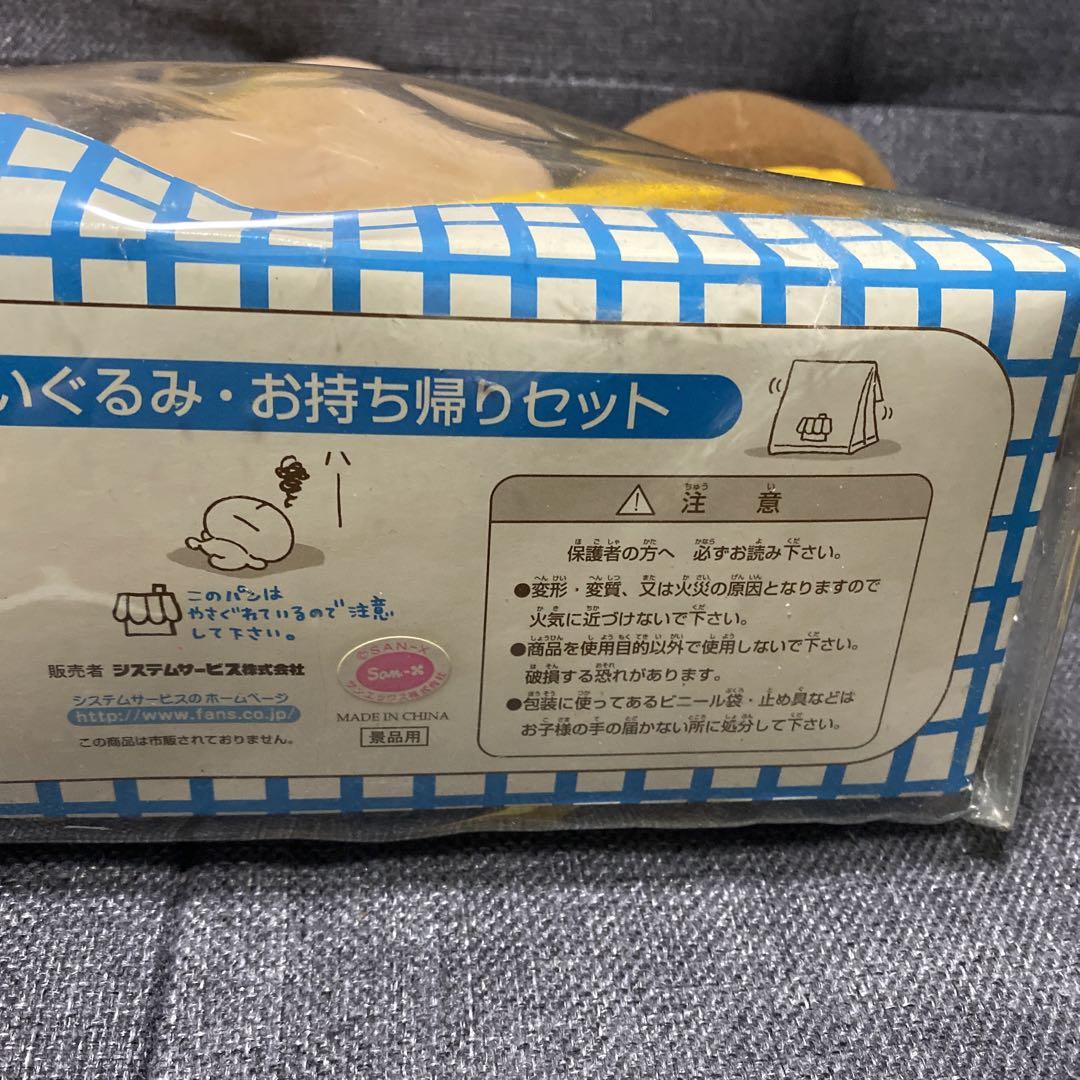 いぐるみ・お持ち帰りセット
ハ
|
このパンは
やさぐれているので注意
して下さい。
販売者 システムサービス株式会社
システムサービスのホームページ
http://www.fans.co.jp/
この商品は市販されておりません。
©SAN-X
San-X
サンエックス株式会社
MADE IN CHINA
景品用
注意
保護者の方へ 必ずお読み下さい。
●変形・変質、又は火災の原因となりますので
火気に近づけないで下さい。
●商品を使用目的以外で使用しないで下さい。
破損する恐れがあります。
●包装に使ってあるビニール袋・止め具などは
お子様の手の届かない所に処分して下さい。